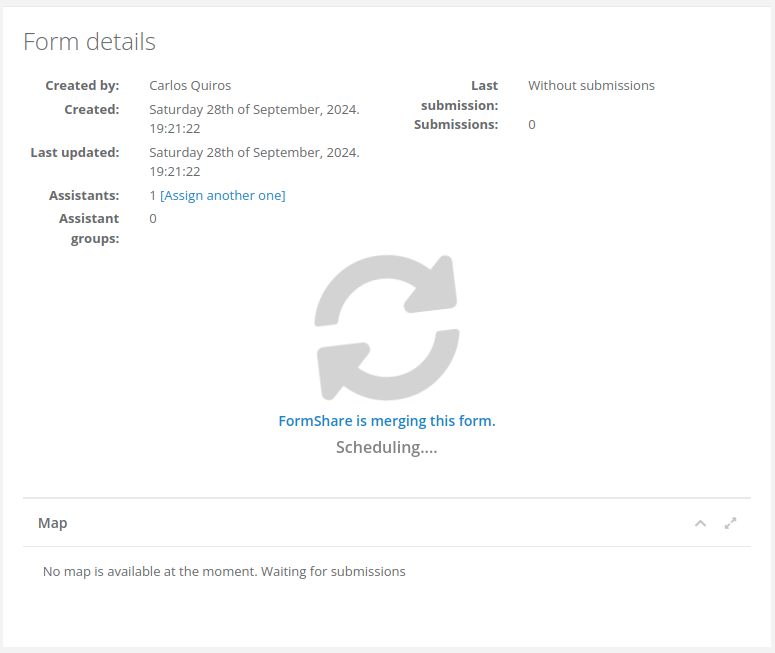 Form details
Created by: Carlos Quiros
Created: Saturday 28th of September, 2024.
19:21:22
Last updated: Saturday 28th of September, 2024.
19:21:22
Assistants: 1 [Assign another one]
Assistant 0
groups:
Last Without submissions
submission:
Submissions: 0
FormShare is merging this form.
Scheduling....
Map
No map is available at the moment. Waiting for submissions